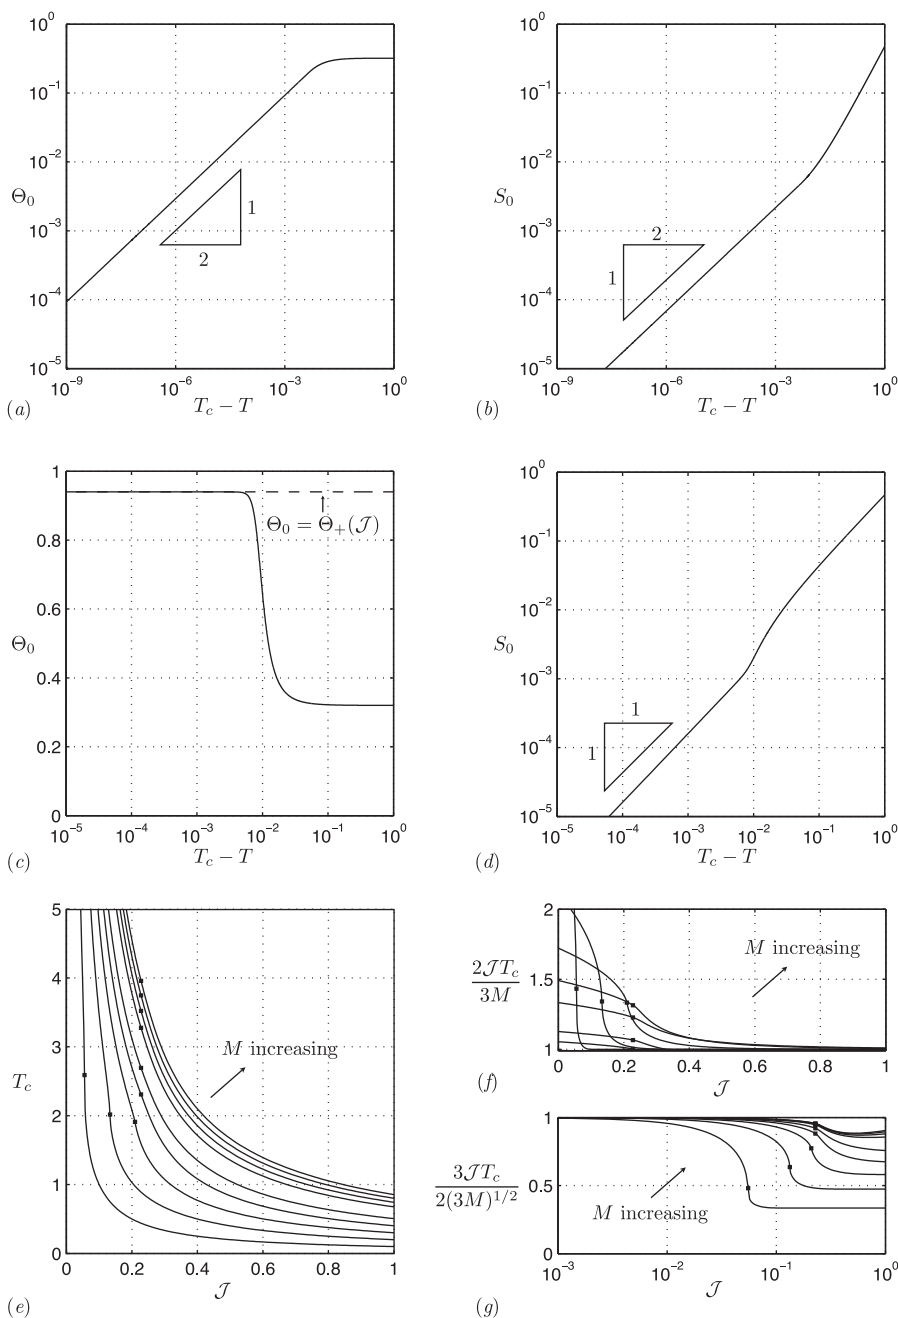 10^0 10^0
10^-1 10^-1
10^-2 10^-2
Θ_0 S_0
1 2
10^-3 10^-3
2 1
10^-4 10^-4
10^-5 10^-5
10^-9 10^-6 10^-3 10^0 10^-9 10^-6 10^-3 10^0
(a) T_c − T (b) T_c − T
1 10^0
Θ_0 = Θ_+(𝒥)
0.8 10^-1
0.6 10^-2
Θ_0 S_0
0.4 10^-3
1
0.2 1 10^-4
0 10^-5
10^-5 10^-4 10^-3 10^-2 10^-1 10^0 10^-5 10^-4 10^-3 10^-2 10^-1 10^0
(c) T_c − T (d) T_c − T
5
4
3
M increasing
T_c
2
1
0
0 0.2 0.4 0.6 0.8 1
(e) 𝒥
2
M increasing
2𝒥T_c
3M
1.5
1
0 0.2 0.4 0.6 0.8 1
(f) 𝒥
1
3𝒥T_c
2(3M)^1/2
0.5
M increasing
0
10^-3 10^-2 10^-1 10^0
(g) 𝒥